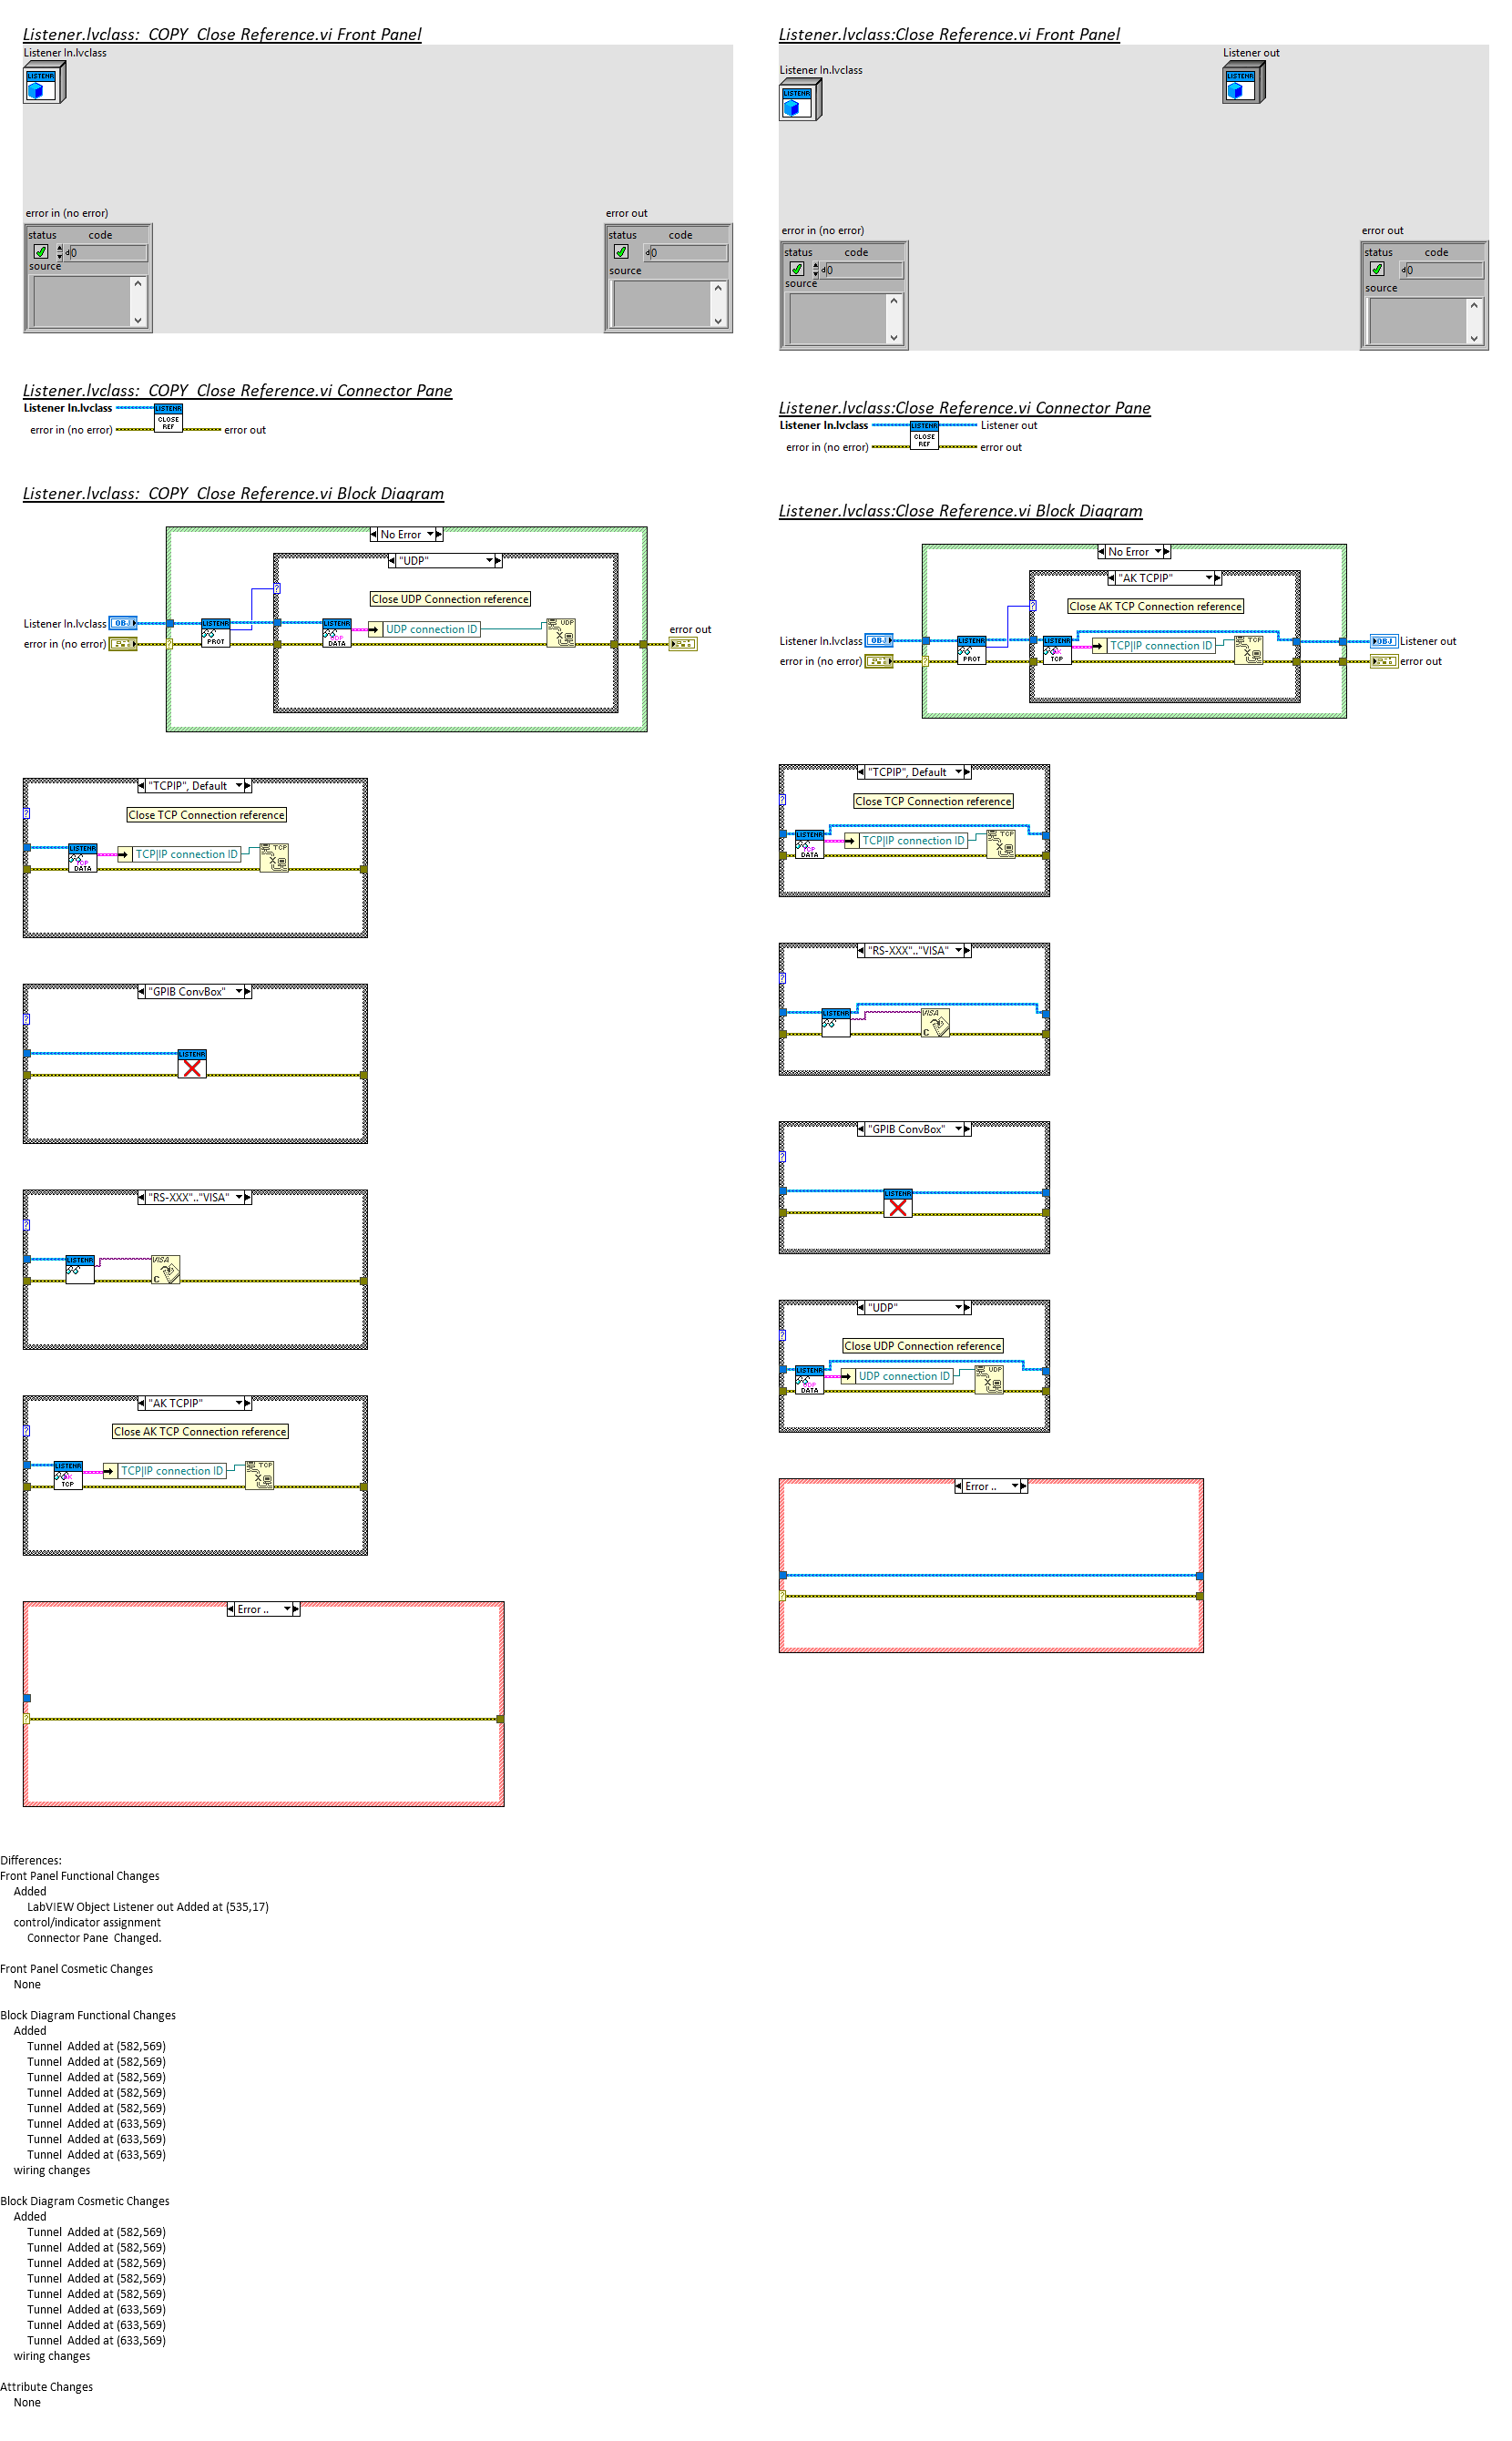 Listener.lvclass:_COPY_Close Reference.vi Front Panel
Listener In.lvclass
LISTENR
error in (no error)
status code
d0
source
error out
status code
d0
source
Listener.lvclass:_COPY_Close Reference.vi Connector Pane
Listener In.lvclass
LISTENR
CLOSE
REF
error in (no error)
error out
Listener.lvclass:_COPY_Close Reference.vi Block Diagram
No Error
"UDP"
?
Close UDP Connection reference
Listener In.lvclass
OBJ
LISTENR
PROT
LISTENR
UDP
DATA
UDP connection ID
UDP
error in (no error)
?
error out
"TCPIP", Default
?
Close TCP Connection reference
LISTENR
TCP
DATA
TCP|IP connection ID
TCP
"GPIB ConvBox"
?
LISTENR
"RS-XXX".."VISA"
?
LISTENR
VISA
C
"AK TCPIP"
?
Close AK TCP Connection reference
LISTENR
AK
TCP
TCP|IP connection ID
TCP
Error ..
?
Listener.lvclass:Close Reference.vi Front Panel
Listener out
LISTENR
Listener In.lvclass
LISTENR
error in (no error)
status code
d0
source
error out
status code
d0
source
Listener.lvclass:Close Reference.vi Connector Pane
Listener In.lvclass
LISTENR
CLOSE
REF
Listener out
error in (no error)
error out
Listener.lvclass:Close Reference.vi Block Diagram
No Error
"AK TCPIP"
?
Close AK TCP Connection reference
Listener In.lvclass
OBJ
LISTENR
PROT
LISTENR
AK
TCP
TCP|IP connection ID
TCP
OBJ
Listener out
error in (no error)
?
error out
"TCPIP", Default
?
Close TCP Connection reference
LISTENR
TCP
DATA
TCP|IP connection ID
TCP
"RS-XXX".."VISA"
?
LISTENR
VISA
C
"GPIB ConvBox"
?
LISTENR
"UDP"
?
Close UDP Connection reference
LISTENR
UDP
DATA
UDP connection ID
UDP
Error ..
?
Differences:
Front Panel Functional Changes
Added
LabVIEW Object Listener out Added at (535,17)
control/indicator assignment
Connector Pane  Changed.
Front Panel Cosmetic Changes
None
Block Diagram Functional Changes
Added
Tunnel  Added at (582,569)
Tunnel  Added at (582,569)
Tunnel  Added at (582,569)
Tunnel  Added at (582,569)
Tunnel  Added at (582,569)
Tunnel  Added at (633,569)
Tunnel  Added at (633,569)
Tunnel  Added at (633,569)
wiring changes
Block Diagram Cosmetic Changes
Added
Tunnel  Added at (582,569)
Tunnel  Added at (582,569)
Tunnel  Added at (582,569)
Tunnel  Added at (582,569)
Tunnel  Added at (582,569)
Tunnel  Added at (633,569)
Tunnel  Added at (633,569)
Tunnel  Added at (633,569)
wiring changes
Attribute Changes
None